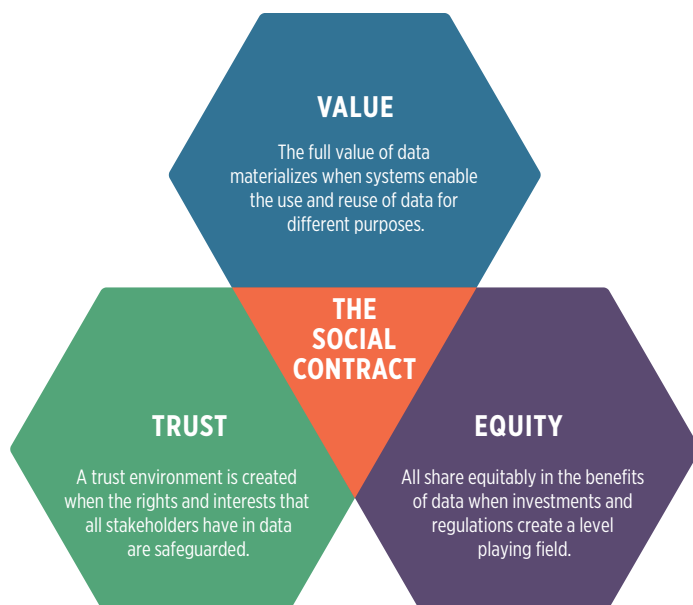 VALUE
The full value of data
materializes when systems enable
the use and reuse of data for
different purposes.
THE
SOCIAL
CONTRACT
TRUST
A trust environment is created
when the rights and interests that
all stakeholders have in data
are safeguarded.
EQUITY
All share equitably in the benefits
of data when investments and
regulations create a level
playing field.